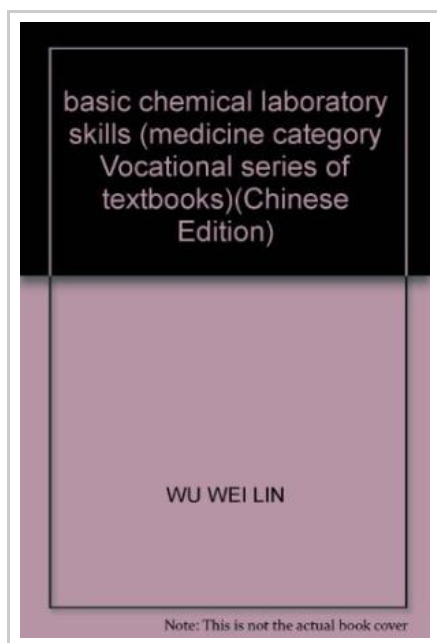 basic chemical laboratory
skills (medicine category
Vocational series of
textbooks)(Chinese
Edition)
WU WEI LIN
Note: This is not the actual book cover